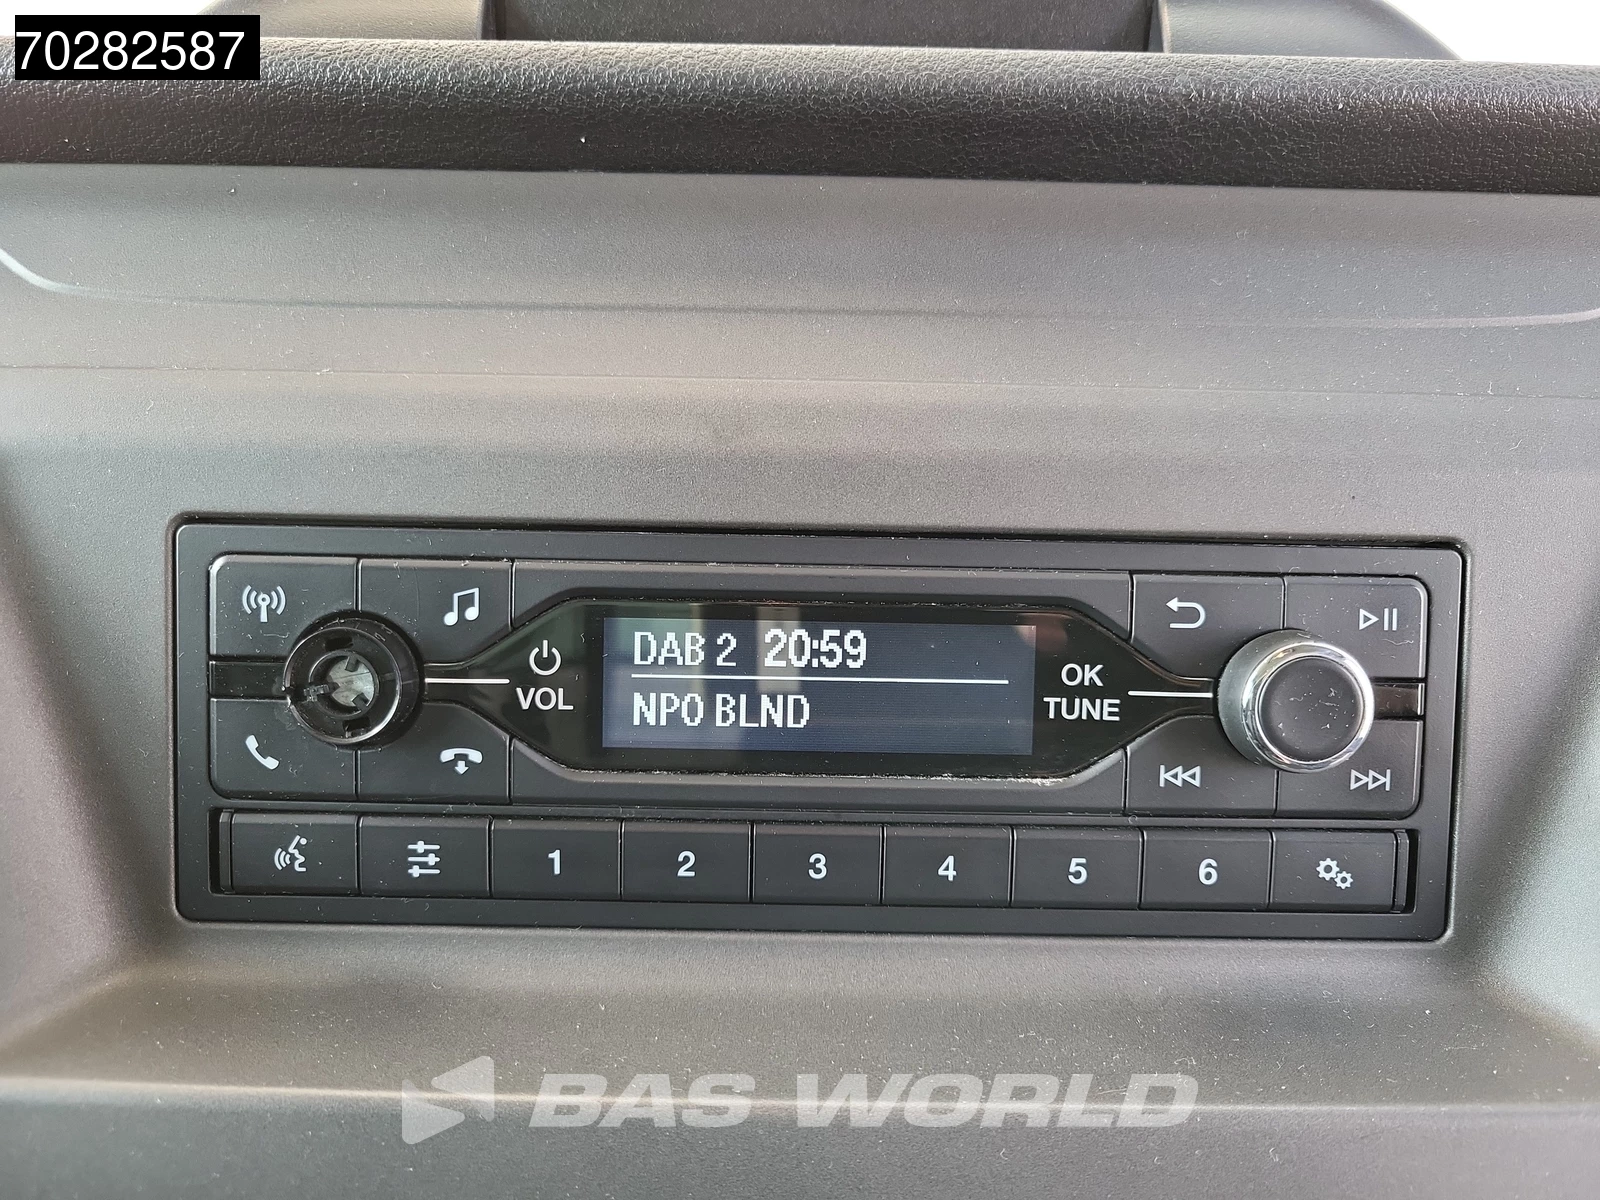 70282587
DAB 2 20:59
VOL
NPO BLND
OK
TUNE
1 2 3 4 5 6
BAS WORLD